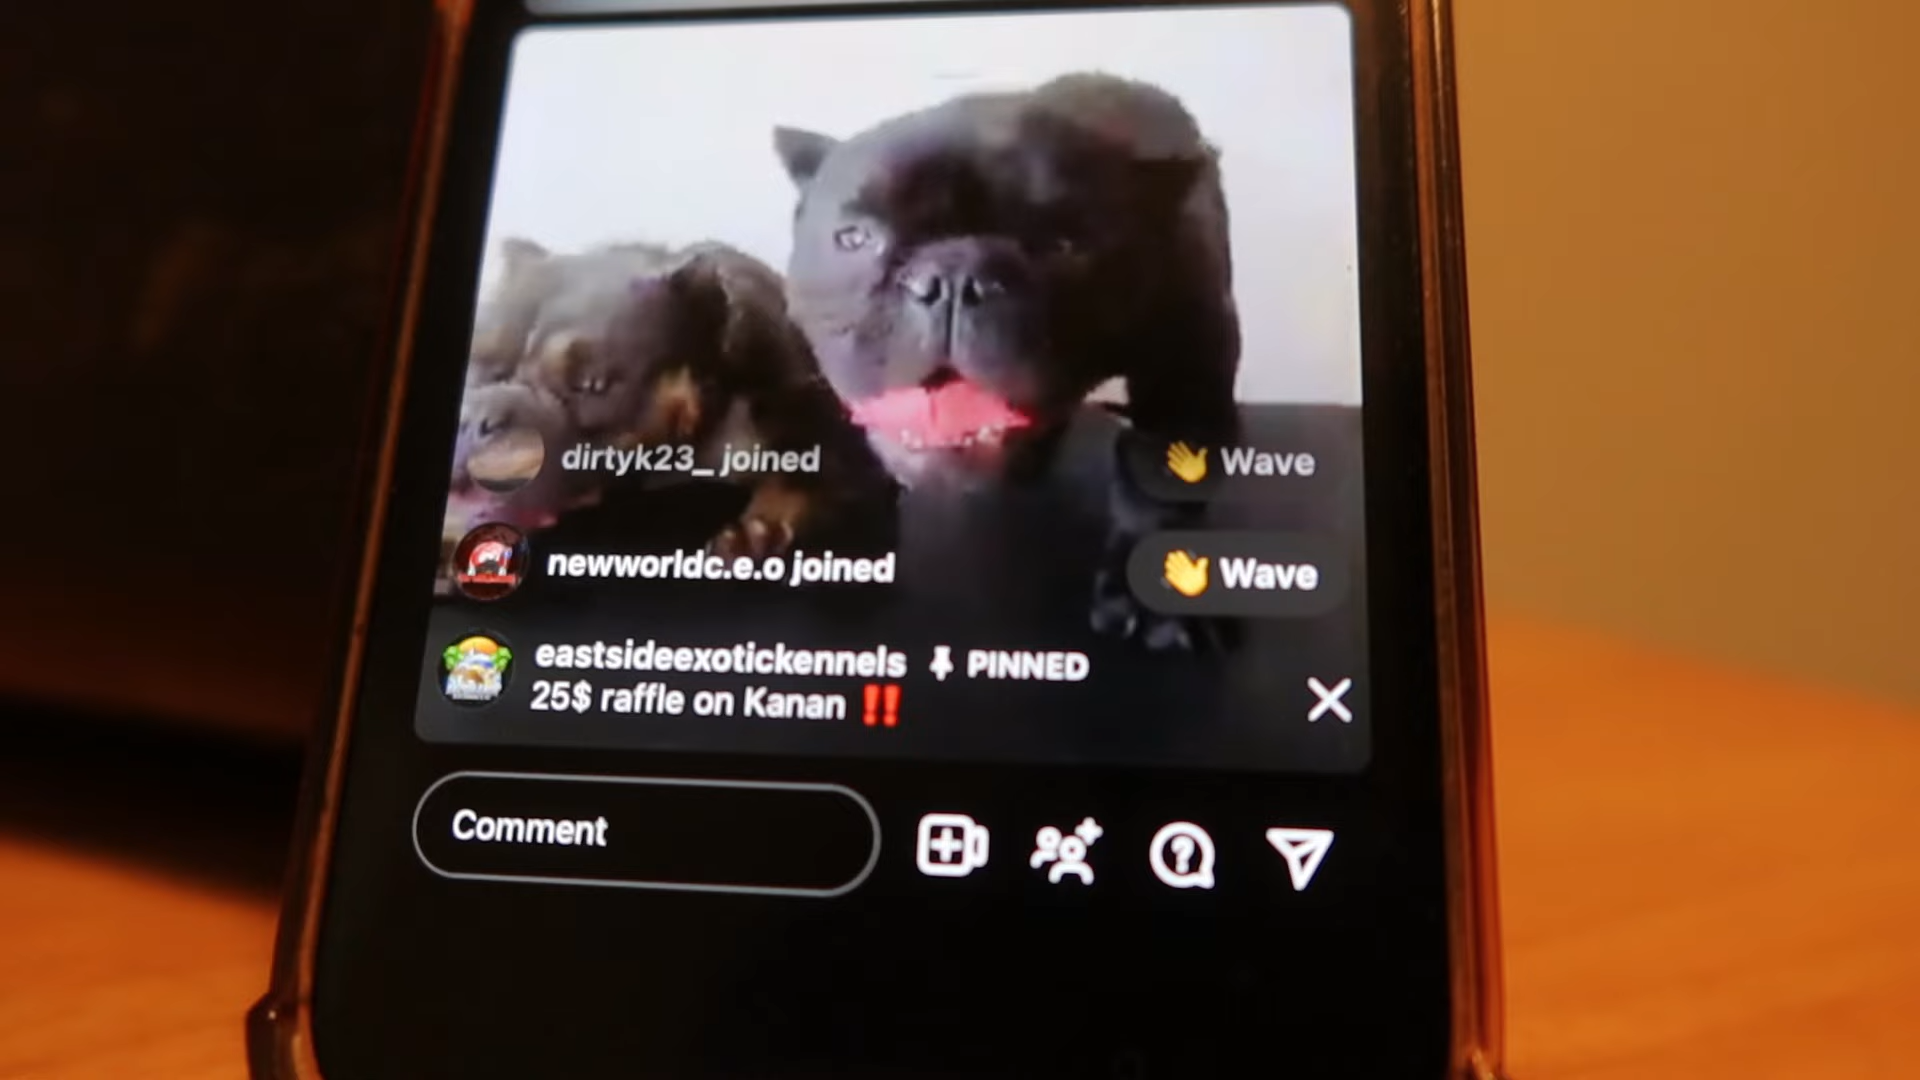 dirtyk23_ joined
👋 Wave
newworldc.e.o joined
👋 Wave
eastsideexotickennels 📌 PINNED
25$ raffle on Kanan ‼️
Comment